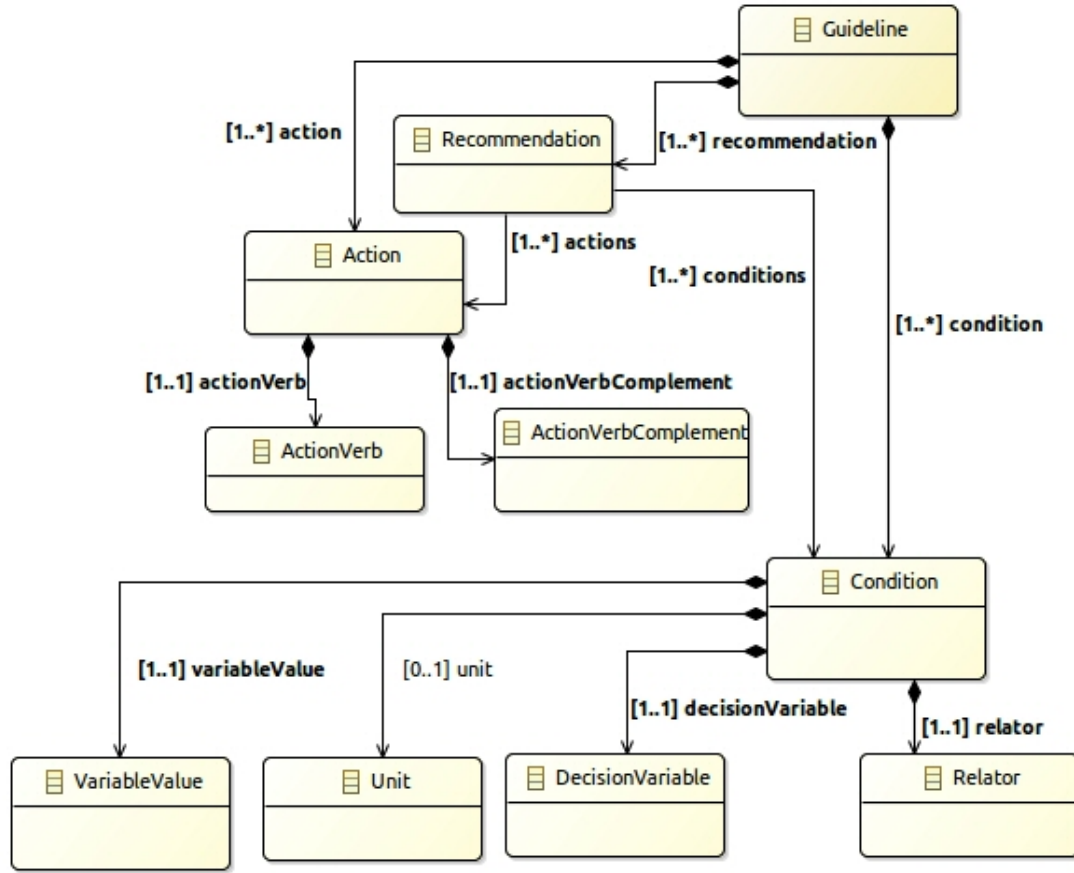 Guideline
[1..*] action
Recommendation
[1..*] recommendation
[1..*] actions
Action
[1..*] conditions
[1..*] condition
[1..1] actionVerb
[1..1] actionVerbComplement
ActionVerb
ActionVerbComplement
Condition
[1..1] variableValue
[0..1] unit
[1..1] decisionVariable
[1..1] relator
VariableValue
Unit
DecisionVariable
Relator